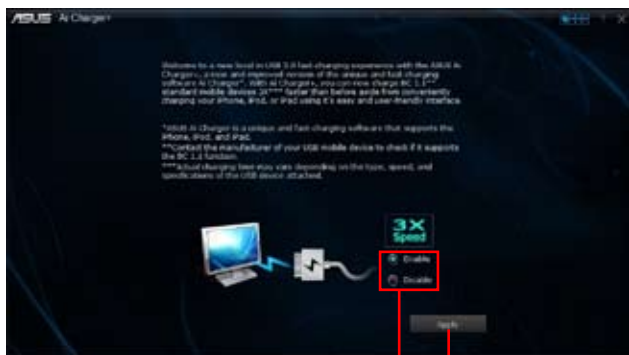 ASUS Ai Charger+
Welcome to a new level in USB 3.0 fast-charging experience with the ASUS Ai
Charger+, a new and improved version of the unique and fast charging
software Ai Charger*. With Ai Charger+, you can now charge BC 1.1**
standard mobile devices 3X*** faster than before aside from conveniently
charging your iPhone, iPod, or iPad using it's easy and user-friendly interface.
*ASUS Ai Charger is a unique and fast charging software that supports the
iPhone, iPod, and iPad.
**Contact the manufacturer of your USB mobile device to check if it supports
the BC 1.1 function.
***Actual charging time may vary depending on the type, speed, and
specifications of the USB device attached.
3X
Speed
Enable
Disable
Apply